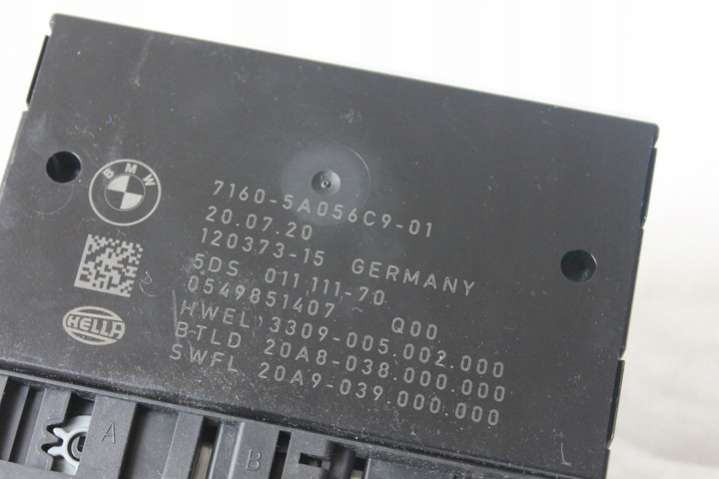 BMW
7160-5A056C9-01
20.07.20
120373-15 GERMANY
5DS 011.111-70
0549851407 Q00
HWEL 3309-005.002.000
BTLD 20A8-038.000.000
SWFL 20A9-039.000.000
HELLA
A
B